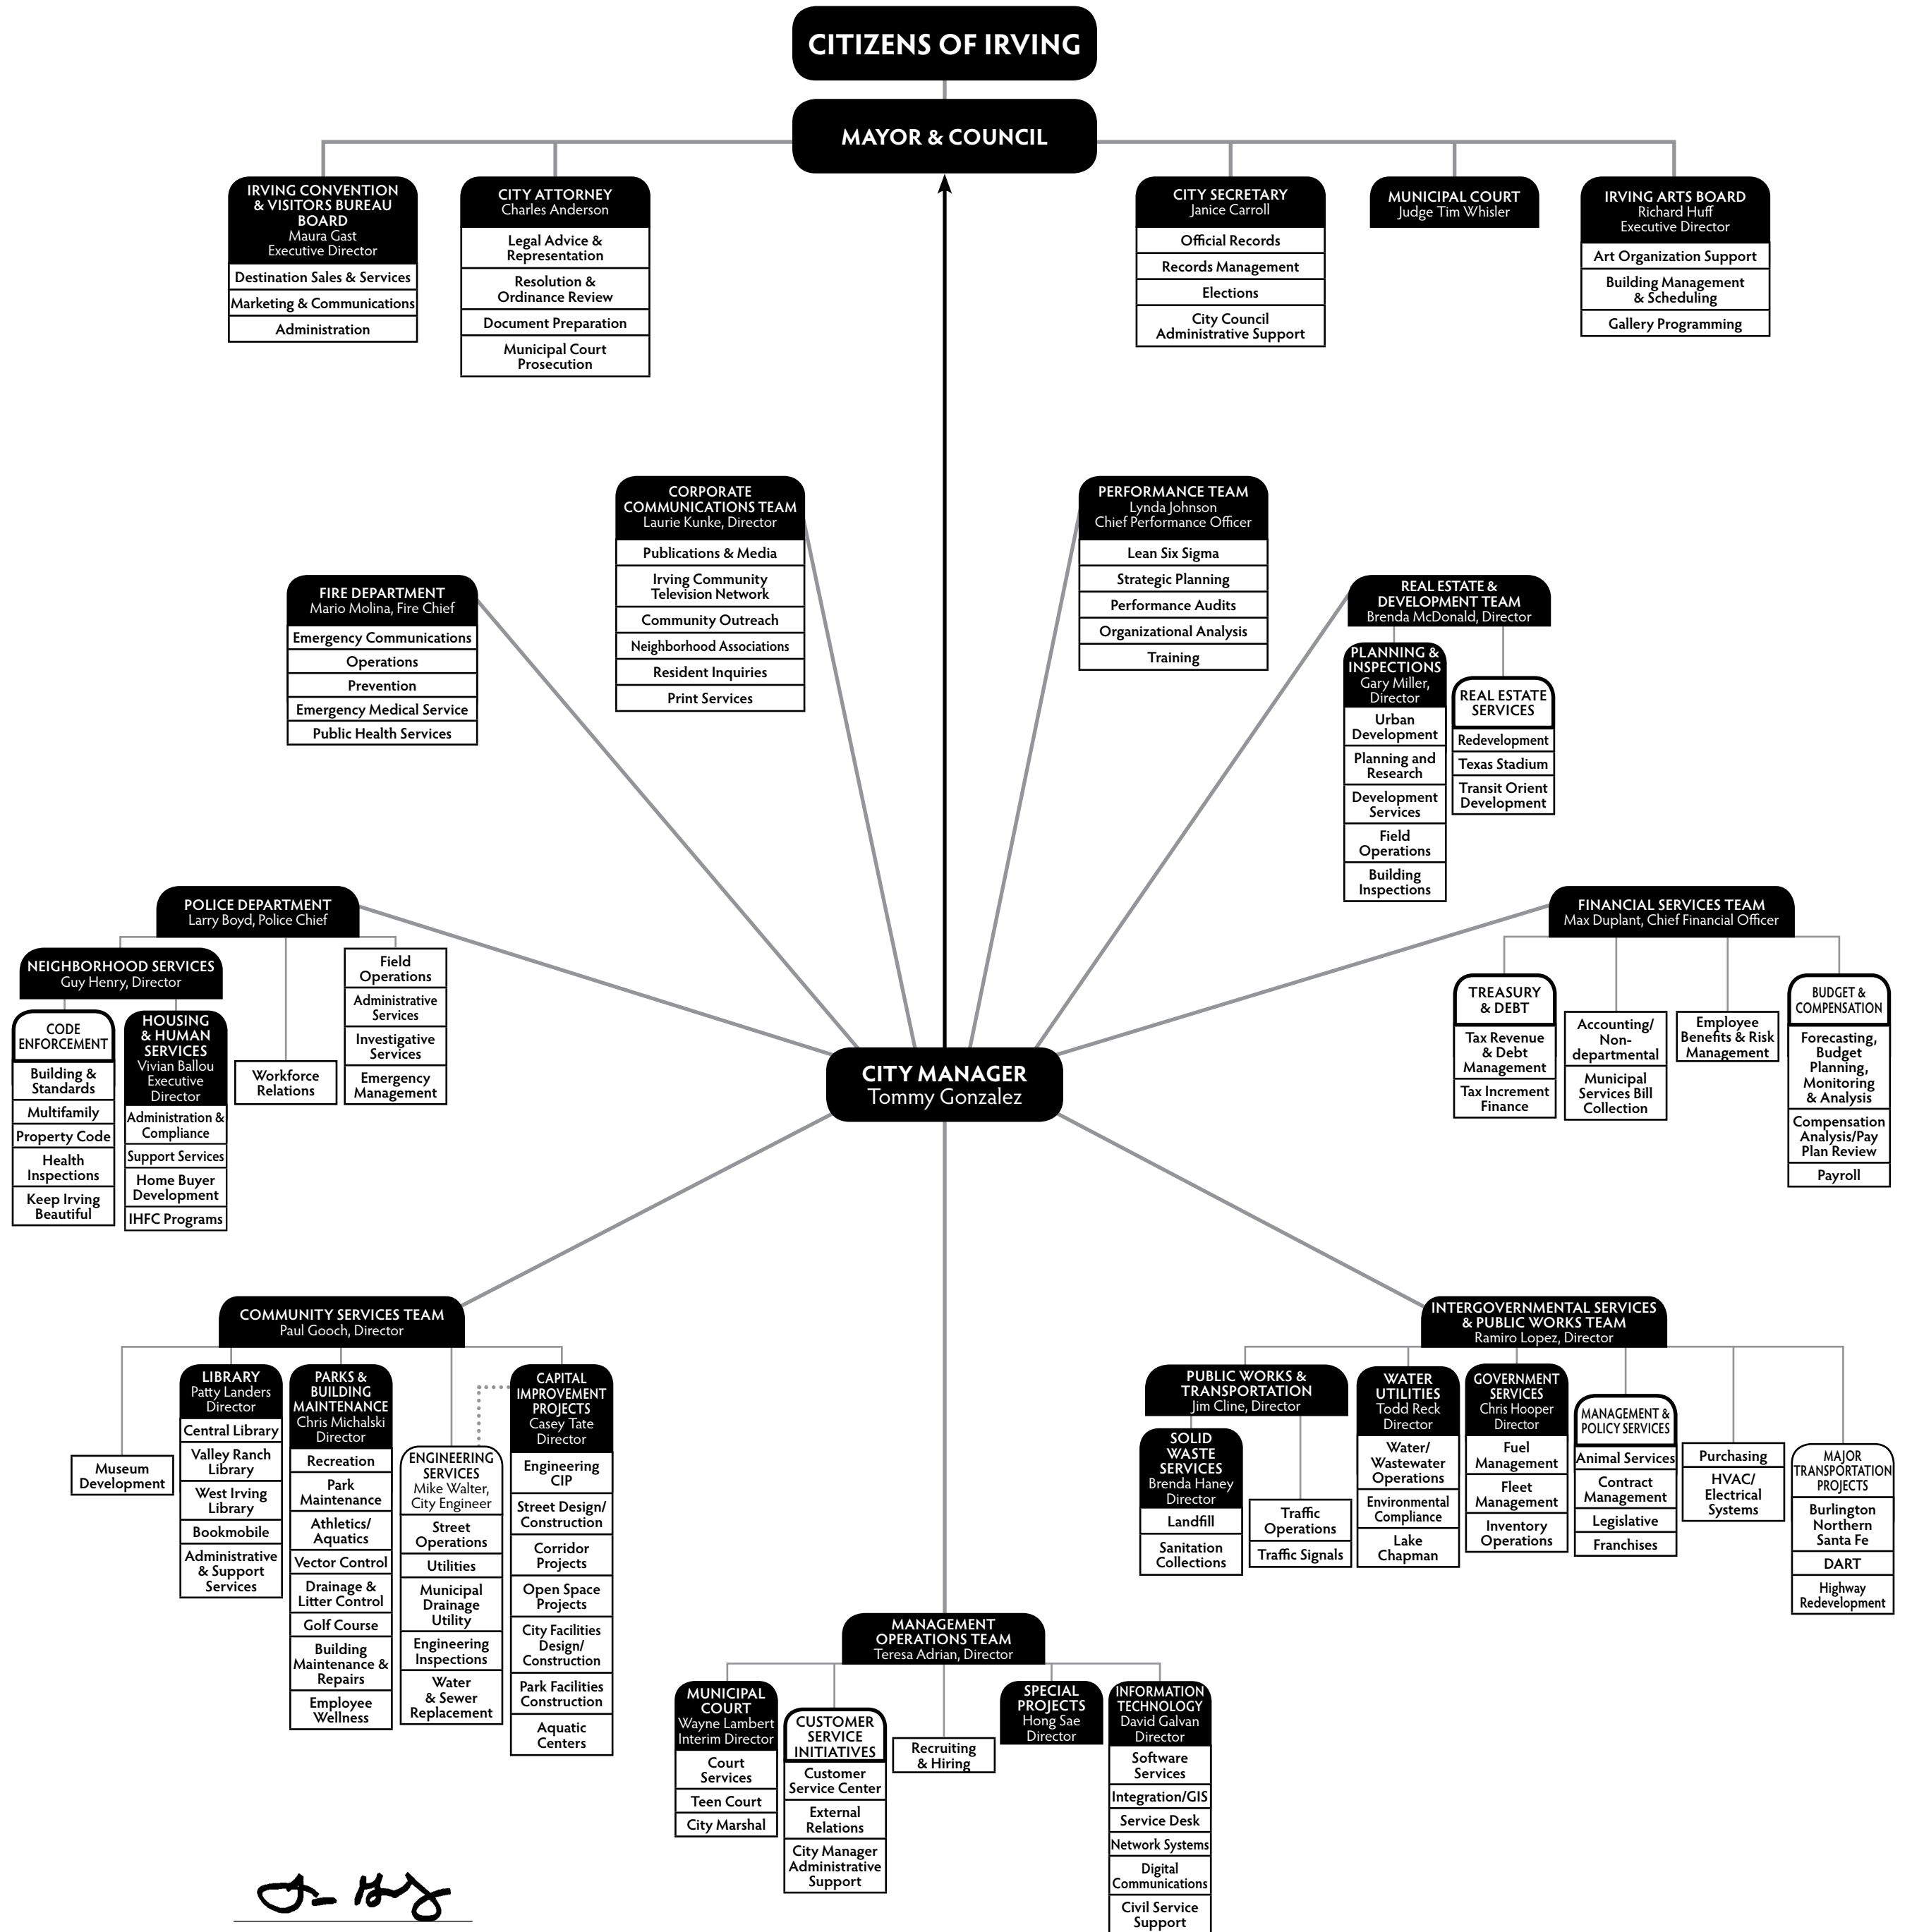 CITIZENS OF IRVING
MAYOR & COUNCIL
IRVING CONVENTION
& VISITORS BUREAU
BOARD
Maura Gast
Executive Director
Destination Sales & Services
Marketing & Communications
Administration
CITY ATTORNEY
Charles Anderson
Legal Advice &
Representation
Resolution &
Ordinance Review
Document Preparation
Municipal Court
Prosecution
CITY SECRETARY
Janice Carroll
Official Records
Records Management
Elections
City Council
Administrative Support
MUNICIPAL COURT
Judge Tim Whisler
IRVING ARTS BOARD
Richard Huff
Executive Director
Art Organization Support
Building Management
& Scheduling
Gallery Programming
CORPORATE
COMMUNICATIONS TEAM
Laurie Kunke, Director
Publications & Media
Irving Community
Television Network
Community Outreach
Neighborhood Associations
Resident Inquiries
Print Services
PERFORMANCE TEAM
Lynda Johnson
Chief Performance Officer
Lean Six Sigma
Strategic Planning
Performance Audits
Organizational Analysis
Training
FIRE DEPARTMENT
Mario Molina, Fire Chief
Emergency Communications
Operations
Prevention
Emergency Medical Service
Public Health Services
REAL ESTATE &
DEVELOPMENT TEAM
Brenda McDonald, Director
PLANNING &
INSPECTIONS
Gary Miller,
Director
Urban
Development
Planning and
Research
Development
Services
Field
Operations
Building
Inspections
REAL ESTATE
SERVICES
Redevelopment
Texas Stadium
Transit Orient
Development
POLICE DEPARTMENT
Larry Boyd, Police Chief
NEIGHBORHOOD SERVICES
Guy Henry, Director
CODE
ENFORCEMENT
Building &
Standards
Multifamily
Property Code
Health
Inspections
Keep Irving
Beautiful
HOUSING
& HUMAN
SERVICES
Vivian Ballou
Executive
Director
Administration &
Compliance
Support Services
Home Buyer
Development
IHFC Programs
Workforce
Relations
Field
Operations
Administrative
Services
Investigative
Services
Emergency
Management
CITY MANAGER
Tommy Gonzalez
FINANCIAL SERVICES TEAM
Max Duplant, Chief Financial Officer
TREASURY
& DEBT
Tax Revenue
& Debt
Management
Tax Increment
Finance
Accounting/
Non-
departmental
Municipal
Services Bill
Collection
Employee
Benefits & Risk
Management
BUDGET &
COMPENSATION
Forecasting,
Budget
Planning,
Monitoring
& Analysis
Compensation
Analysis/Pay
Plan Review
Payroll
COMMUNITY SERVICES TEAM
Paul Gooch, Director
Museum
Development
LIBRARY
Patty Landers
Director
Central Library
Valley Ranch
Library
West Irving
Library
Bookmobile
Administrative
& Support
Services
PARKS &
BUILDING
MAINTENANCE
Chris Michalski
Director
Recreation
Park
Maintenance
Athletics/
Aquatics
Vector Control
Drainage &
Litter Control
Golf Course
Building
Maintenance &
Repairs
Employee
Wellness
ENGINEERING
SERVICES
Mike Walter,
City Engineer
Street
Operations
Utilities
Municipal
Drainage
Utility
Engineering
Inspections
Water
& Sewer
Replacement
CAPITAL
IMPROVEMENT
PROJECTS
Casey Tate
Director
Engineering
CIP
Street Design/
Construction
Corridor
Projects
Open Space
Projects
City Facilities
Design/
Construction
Park Facilities
Construction
Aquatic
Centers
INTERGOVERNMENTAL SERVICES
& PUBLIC WORKS TEAM
Ramiro Lopez, Director
PUBLIC WORKS &
TRANSPORTATION
Jim Cline, Director
SOLID
WASTE
SERVICES
Brenda Haney
Director
Landfill
Sanitation
Collections
Traffic
Operations
Traffic Signals
WATER
UTILITIES
Todd Reck
Director
Water/
Wastewater
Operations
Environmental
Compliance
Lake
Chapman
GOVERNMENT
SERVICES
Chris Hooper
Director
Fuel
Management
Fleet
Management
Inventory
Operations
MANAGEMENT &
POLICY SERVICES
Animal Services
Contract
Management
Legislative
Franchises
Purchasing
HVAC/
Electrical
Systems
MAJOR
TRANSPORTATION
PROJECTS
Burlington
Northern
Santa Fe
DART
Highway
Redevelopment
MANAGEMENT
OPERATIONS TEAM
Teresa Adrian, Director
MUNICIPAL
COURT
Wayne Lambert
Interim Director
Court
Services
Teen Court
City Marshal
CUSTOMER
SERVICE
INITIATIVES
Customer
Service Center
External
Relations
City Manager
Administrative
Support
Recruiting
& Hiring
SPECIAL
PROJECTS
Hong Sae
Director
INFORMATION
TECHNOLOGY
David Galvan
Director
Software
Services
Integration/GIS
Service Desk
Network Systems
Digital
Communications
Civil Service
Support